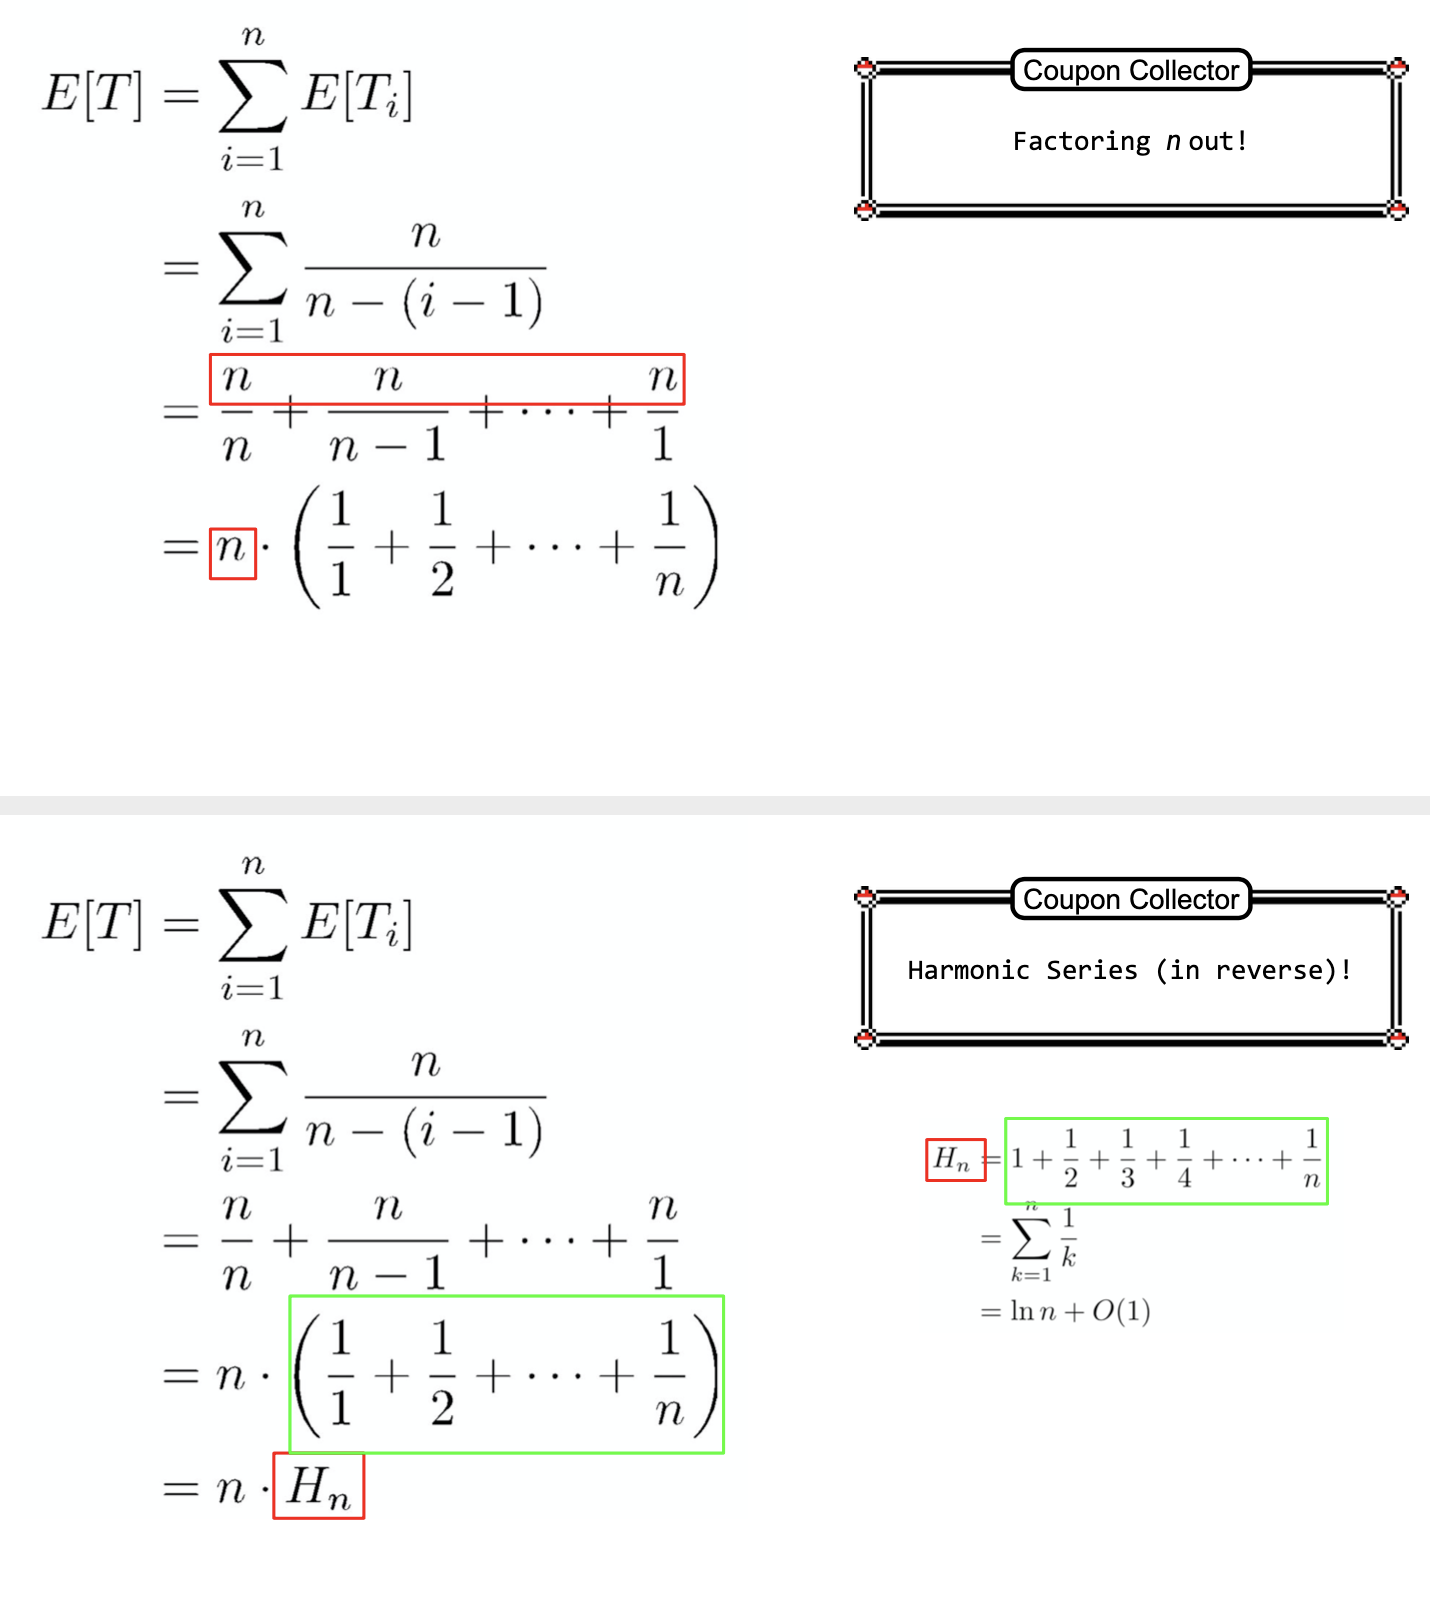 E[T] = \sum_{i=1}^{n} E[T_i]
= \sum_{i=1}^{n} \frac{n}{n - (i - 1)}
= \frac{n}{n} + \frac{n}{n - 1} + \cdots + \frac{n}{1}
= n \cdot \left( \frac{1}{1} + \frac{1}{2} + \cdots + \frac{1}{n} \right)
Coupon Collector
Factoring n out!
E[T] = \sum_{i=1}^{n} E[T_i]
= \sum_{i=1}^{n} \frac{n}{n - (i - 1)}
= \frac{n}{n} + \frac{n}{n - 1} + \cdots + \frac{n}{1}
= n \cdot \left( \frac{1}{1} + \frac{1}{2} + \cdots + \frac{1}{n} \right)
= n \cdot H_n
Coupon Collector
Harmonic Series (in reverse)!
H_n = 1 + \frac{1}{2} + \frac{1}{3} + \frac{1}{4} + \cdots + \frac{1}{n}
= \sum_{k=1}^{n} \frac{1}{k}
= \ln n + O(1)